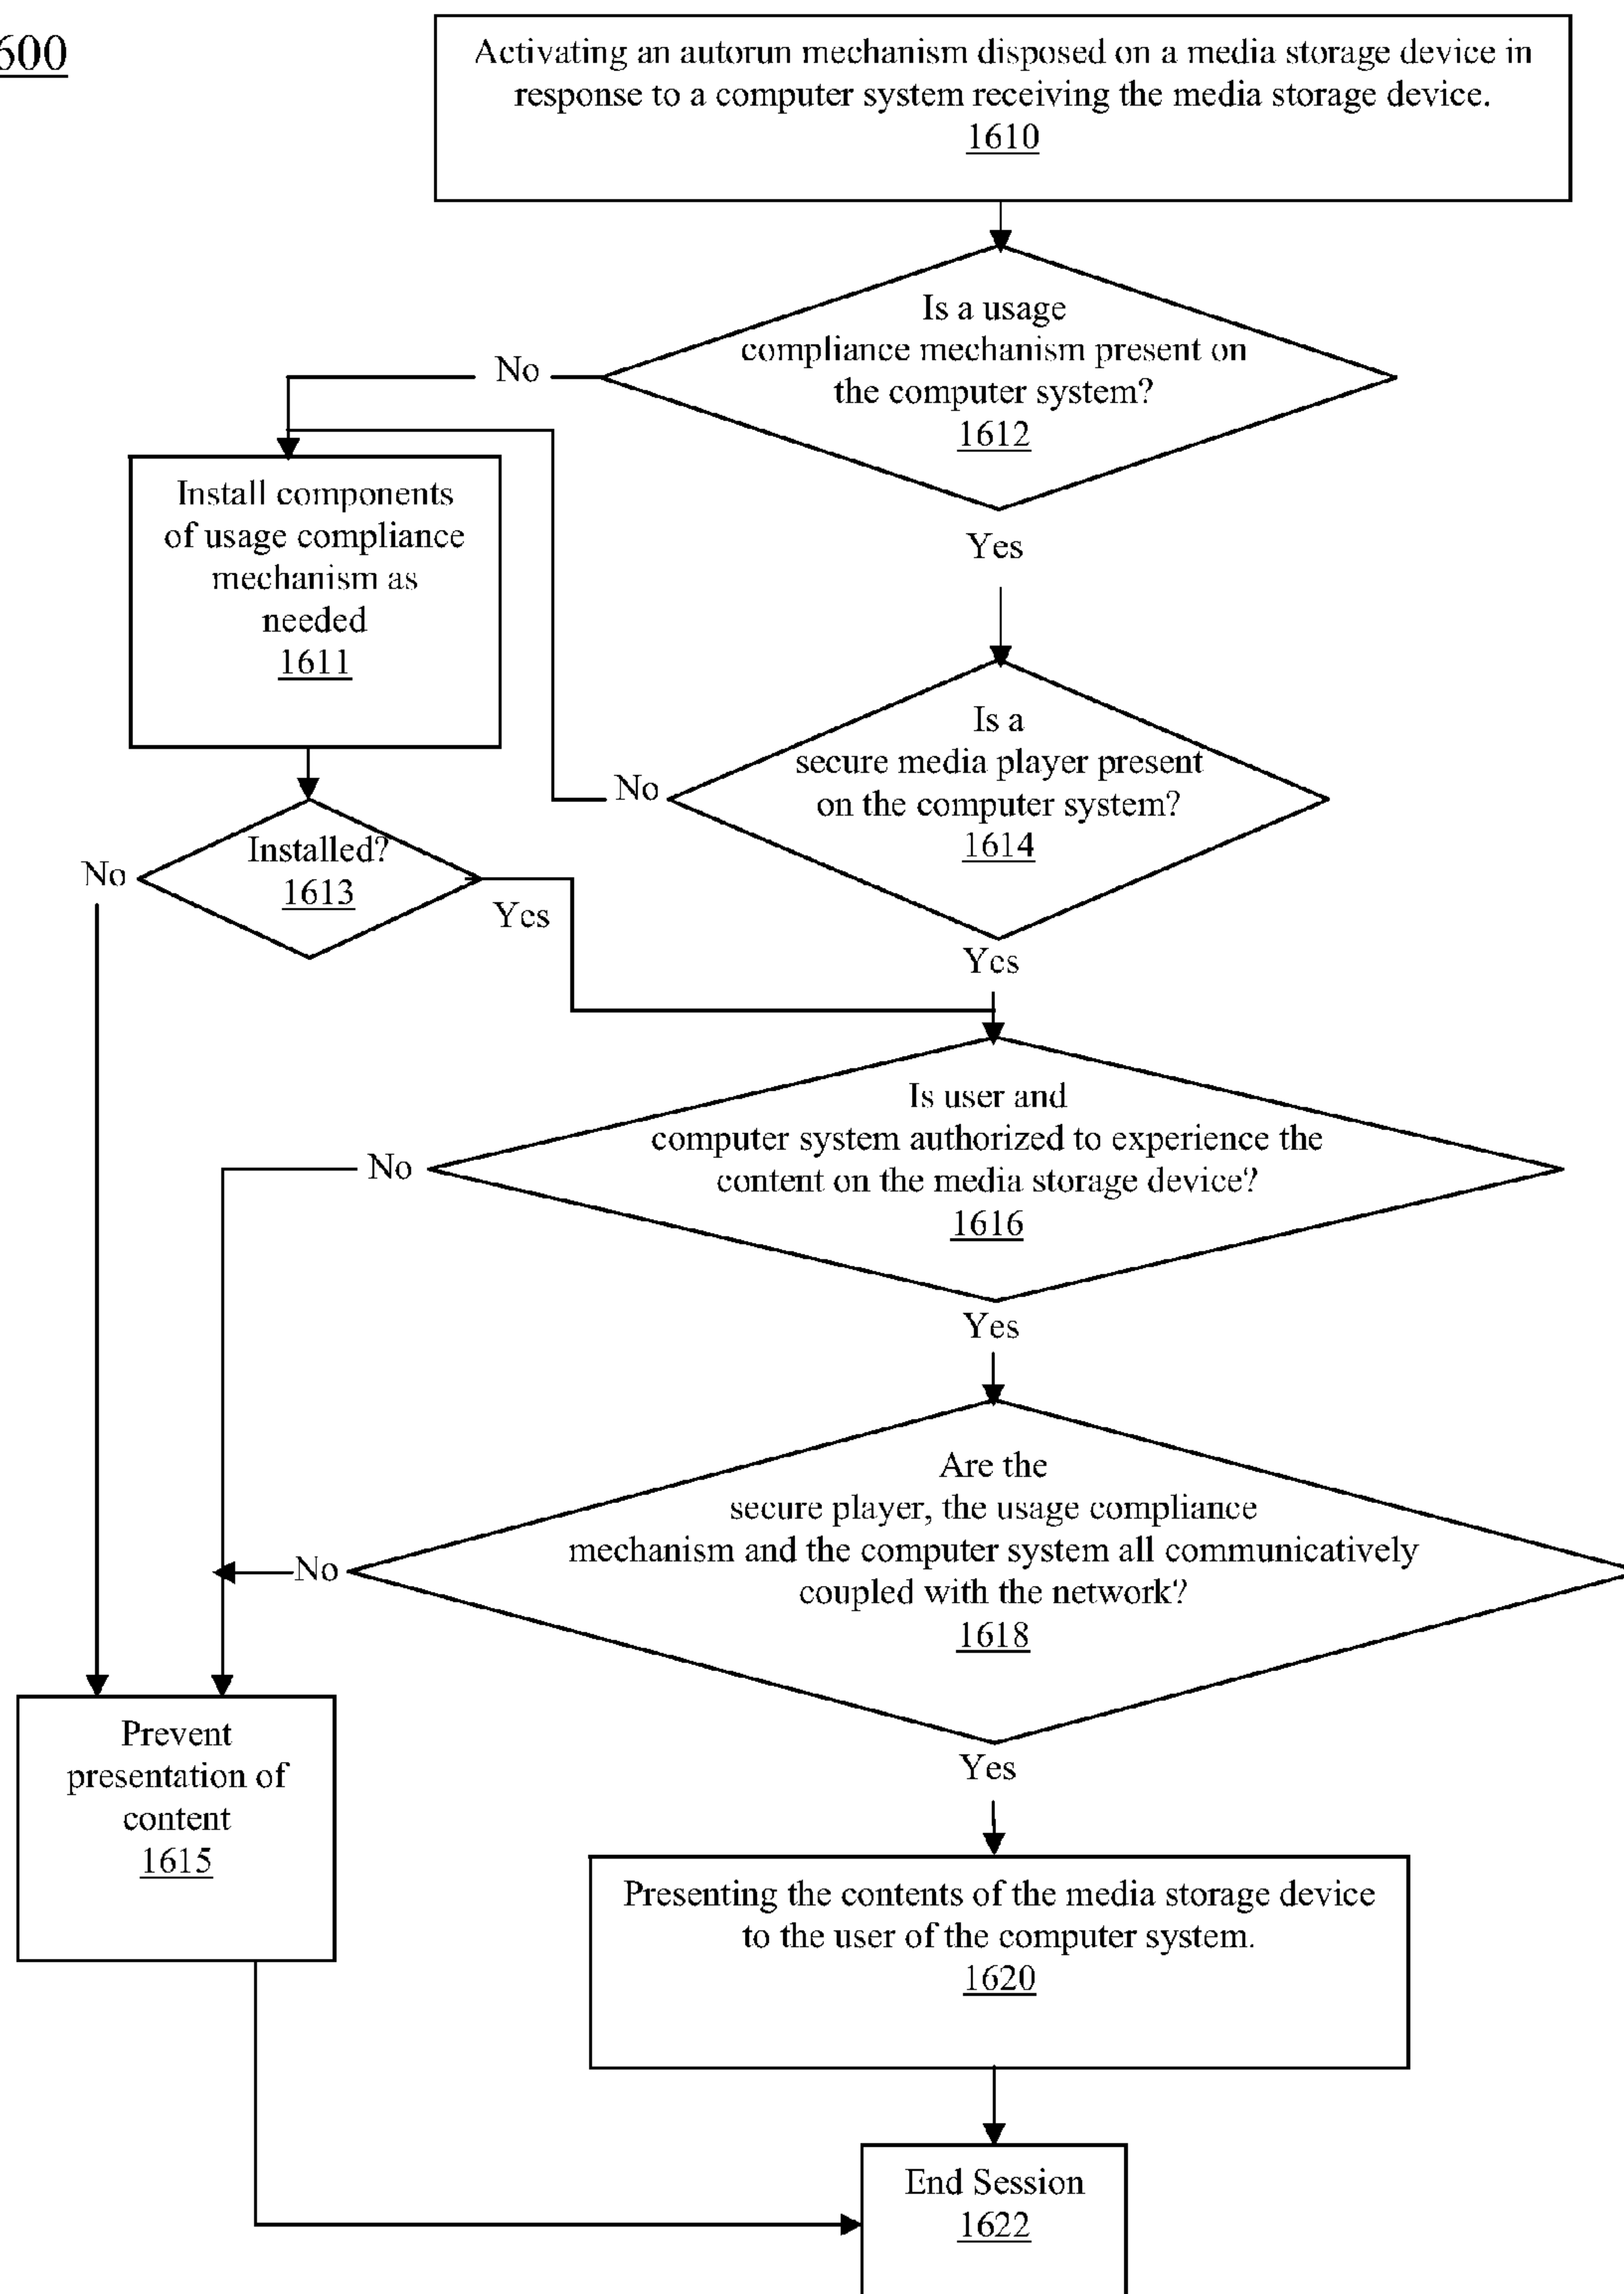 600
Activating an autorun mechanism disposed on a media storage device in
response to a computer system receiving the media storage device.
1610
Is a usage
compliance mechanism present on
the computer system?
1612
No
Yes
Install components
of usage compliance
mechanism as
needed
1611
Is a
secure media player present
on the computer system?
1614
No
Yes
Installed?
1613
No
Yes
Is user and
computer system authorized to experience the
content on the media storage device?
1616
No
Yes
Are the
secure player, the usage compliance
mechanism and the computer system all communicatively
coupled with the network?
1618
No
Yes
Prevent
presentation of
content
1615
Presenting the contents of the media storage device
to the user of the computer system.
1620
End Session
1622